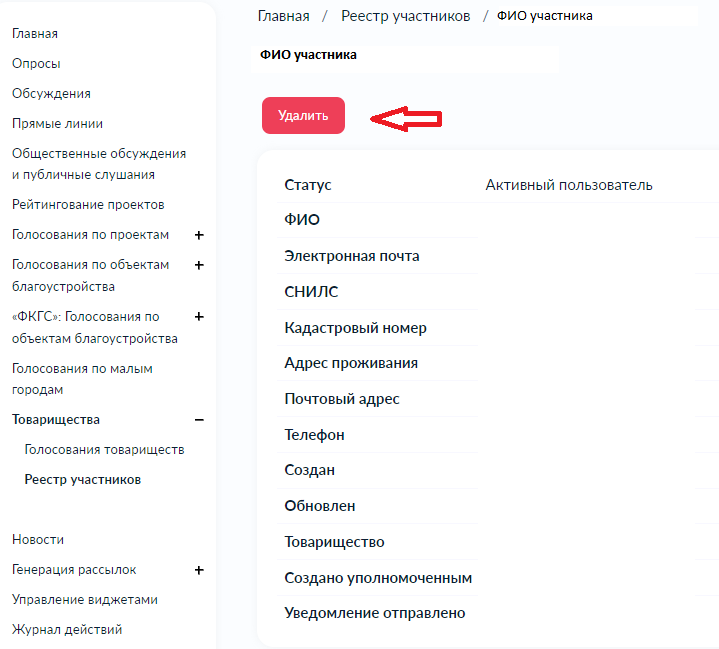 Главная
Опросы
Обсуждения
Прямые линии
Общественные обсуждения
и публичные слушания
Рейтингование проектов
Голосования по проектам +
Голосования по объектам +
благоустройства
«ФКГС»: Голосования по +
объектам благоустройства
Голосования по малым
городам
Товарищества −
Голосования товариществ
Реестр участников
Новости
Генерация рассылок +
Управление виджетами
Журнал действий
Главная / Реестр участников / ФИО участника
ФИО участника
Удалить
Статус Активный пользователь
ФИО
Электронная почта
СНИЛС
Кадастровый номер
Адрес проживания
Почтовый адрес
Телефон
Создан
Обновлен
Товарищество
Создано уполномоченным
Уведомление отправлено